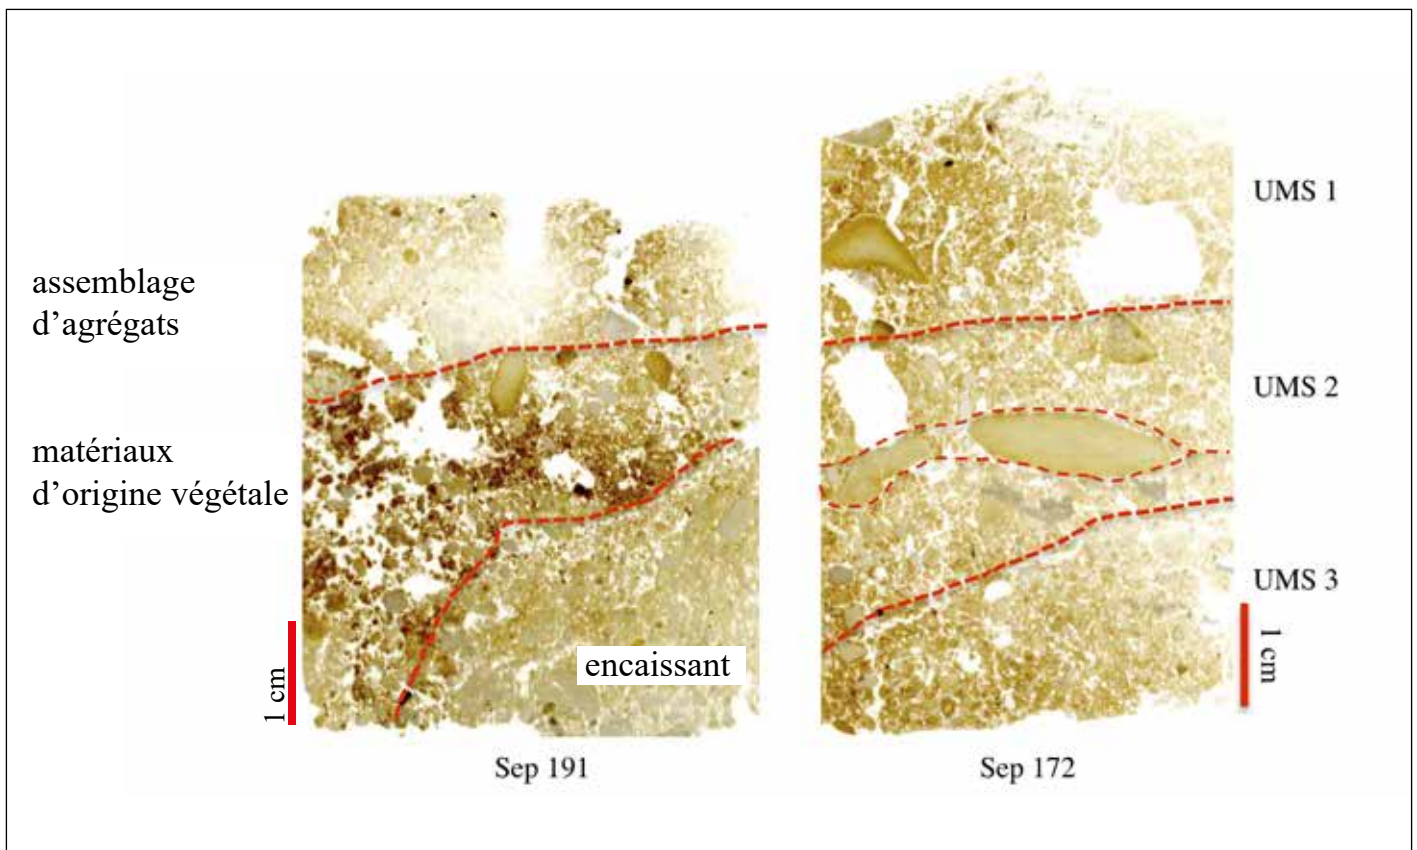 assemblage
d’agrégats
matériaux
d’origine végétale
1 cm
encaissant
Sep 191
UMS 1
UMS 2
UMS 3
1 cm
Sep 172